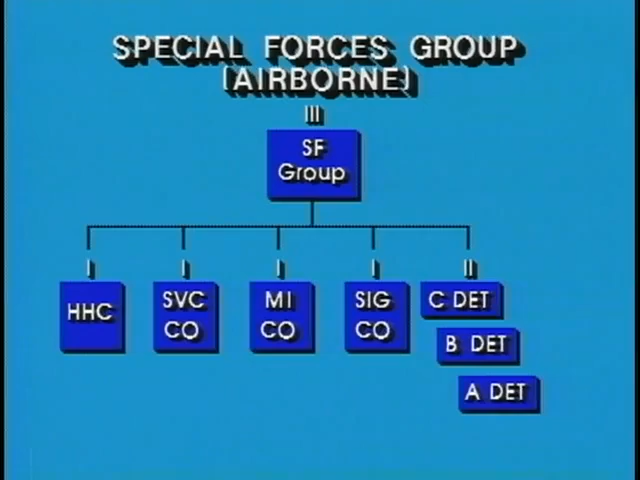 SPECIAL FORCES GROUP
(AIRBORNE)
III
SF
Group
I
I
I
I
II
HHC
SVC
CO
MI
CO
SIG
CO
C DET
B DET
A DET